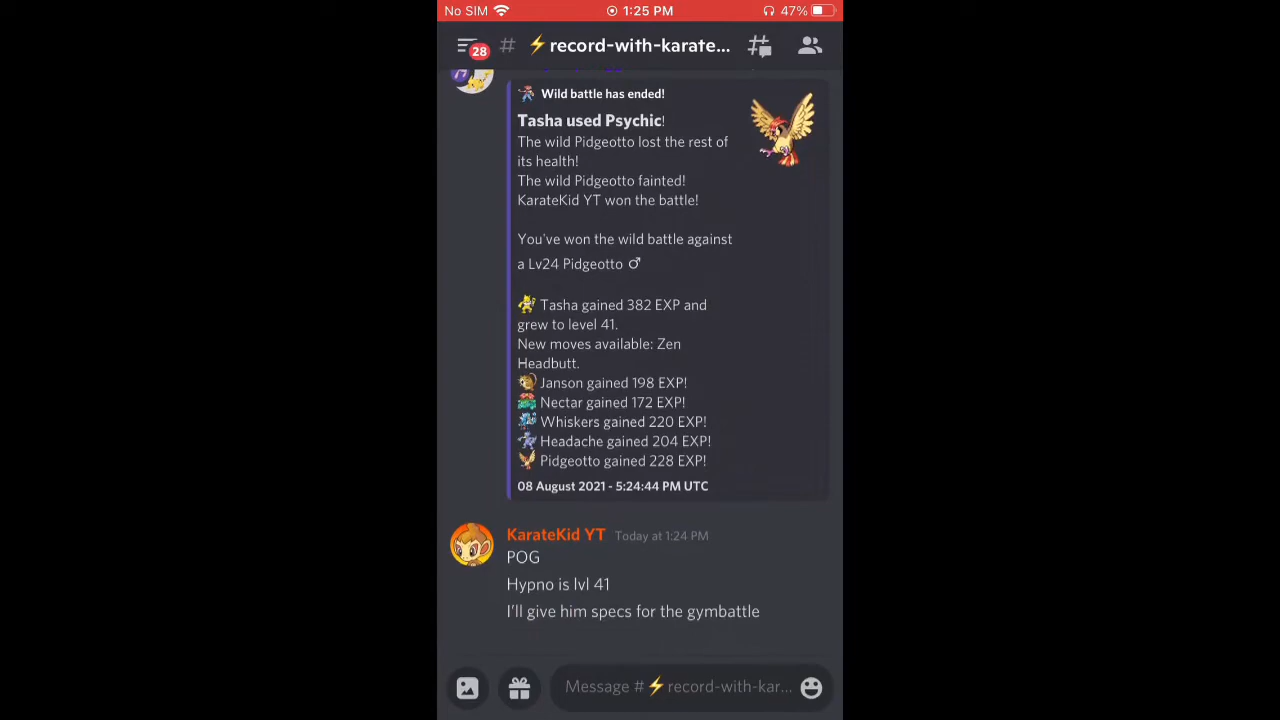 No SIM 1:25 PM 47%
28 # ⚡record-with-karate...
Wild battle has ended!
Tasha used Psychic!
The wild Pidgeotto lost the rest of
its health!
The wild Pidgeotto fainted!
KarateKid YT won the battle!
You've won the wild battle against
a Lv24 Pidgeotto ♂
Tasha gained 382 EXP and
grew to level 41.
New moves available: Zen
Headbutt.
Janson gained 198 EXP!
Nectar gained 172 EXP!
Whiskers gained 220 EXP!
Headache gained 204 EXP!
Pidgeotto gained 228 EXP!
08 August 2021 - 5:24:44 PM UTC
KarateKid YT Today at 1:24 PM
POG
Hypno is lvl 41
I'll give him specs for the gymbattle
Message #⚡record-with-kar...